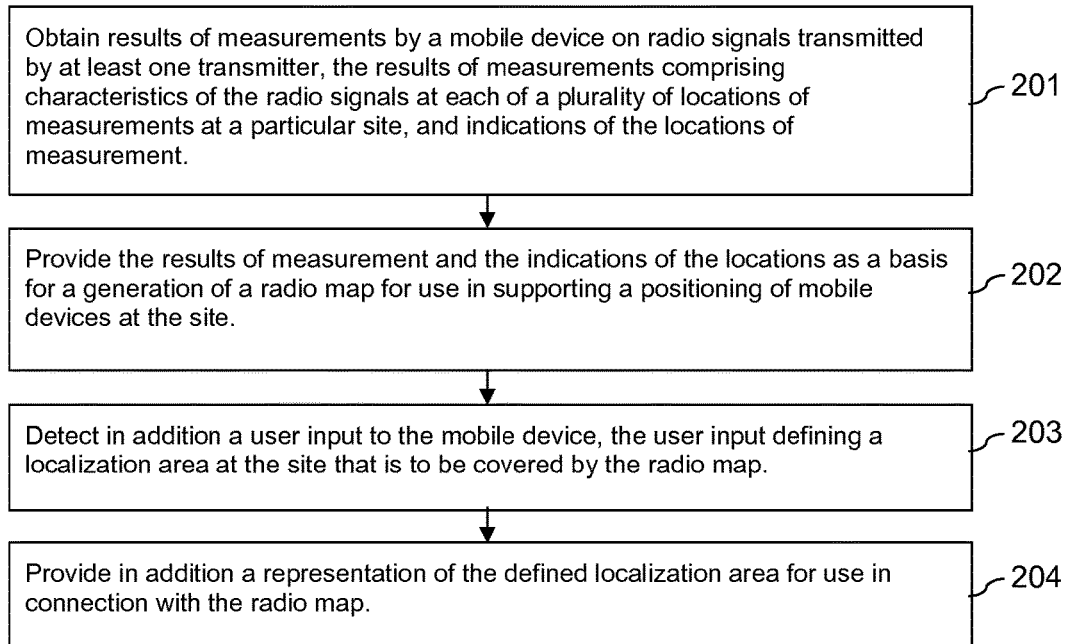 Obtain results of measurements by a mobile device on radio signals transmitted
by at least one transmitter, the results of measurements comprising
characteristics of the radio signals at each of a plurality of locations of
measurements at a particular site, and indications of the locations of
measurement.
201
Provide the results of measurement and the indications of the locations as a basis
for a generation of a radio map for use in supporting a positioning of mobile
devices at the site.
202
Detect in addition a user input to the mobile device, the user input defining a
localization area at the site that is to be covered by the radio map.
203
Provide in addition a representation of the defined localization area for use in
connection with the radio map.
204